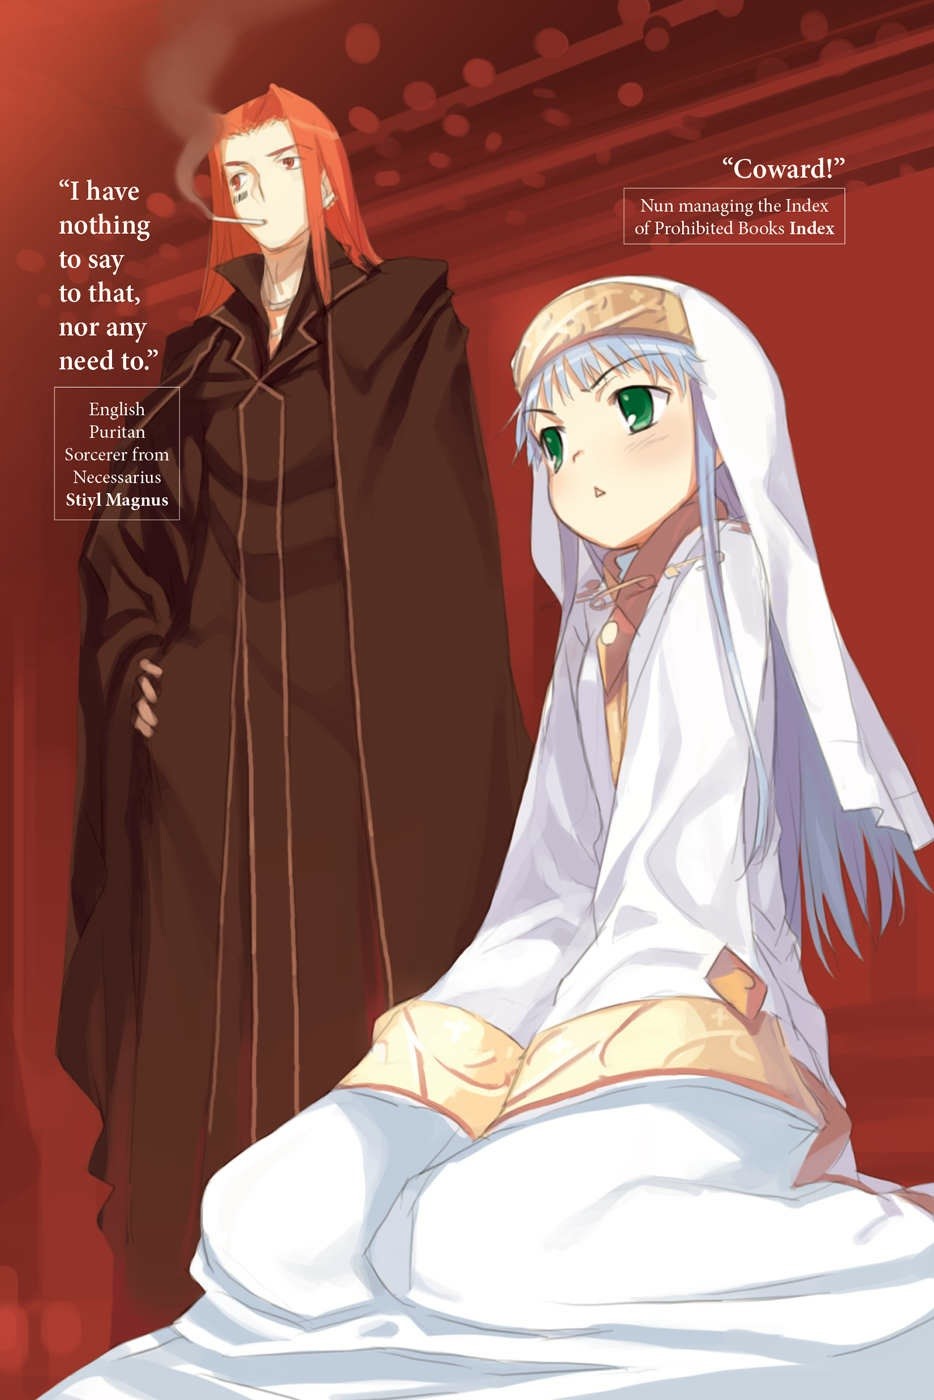 “I have
nothing
to say
to that,
nor any
need to.”
English
Puritan
Sorcerer from
Necessarius
Stiyl Magnus
“Coward!”
Nun managing the Index
of Prohibited Books Index